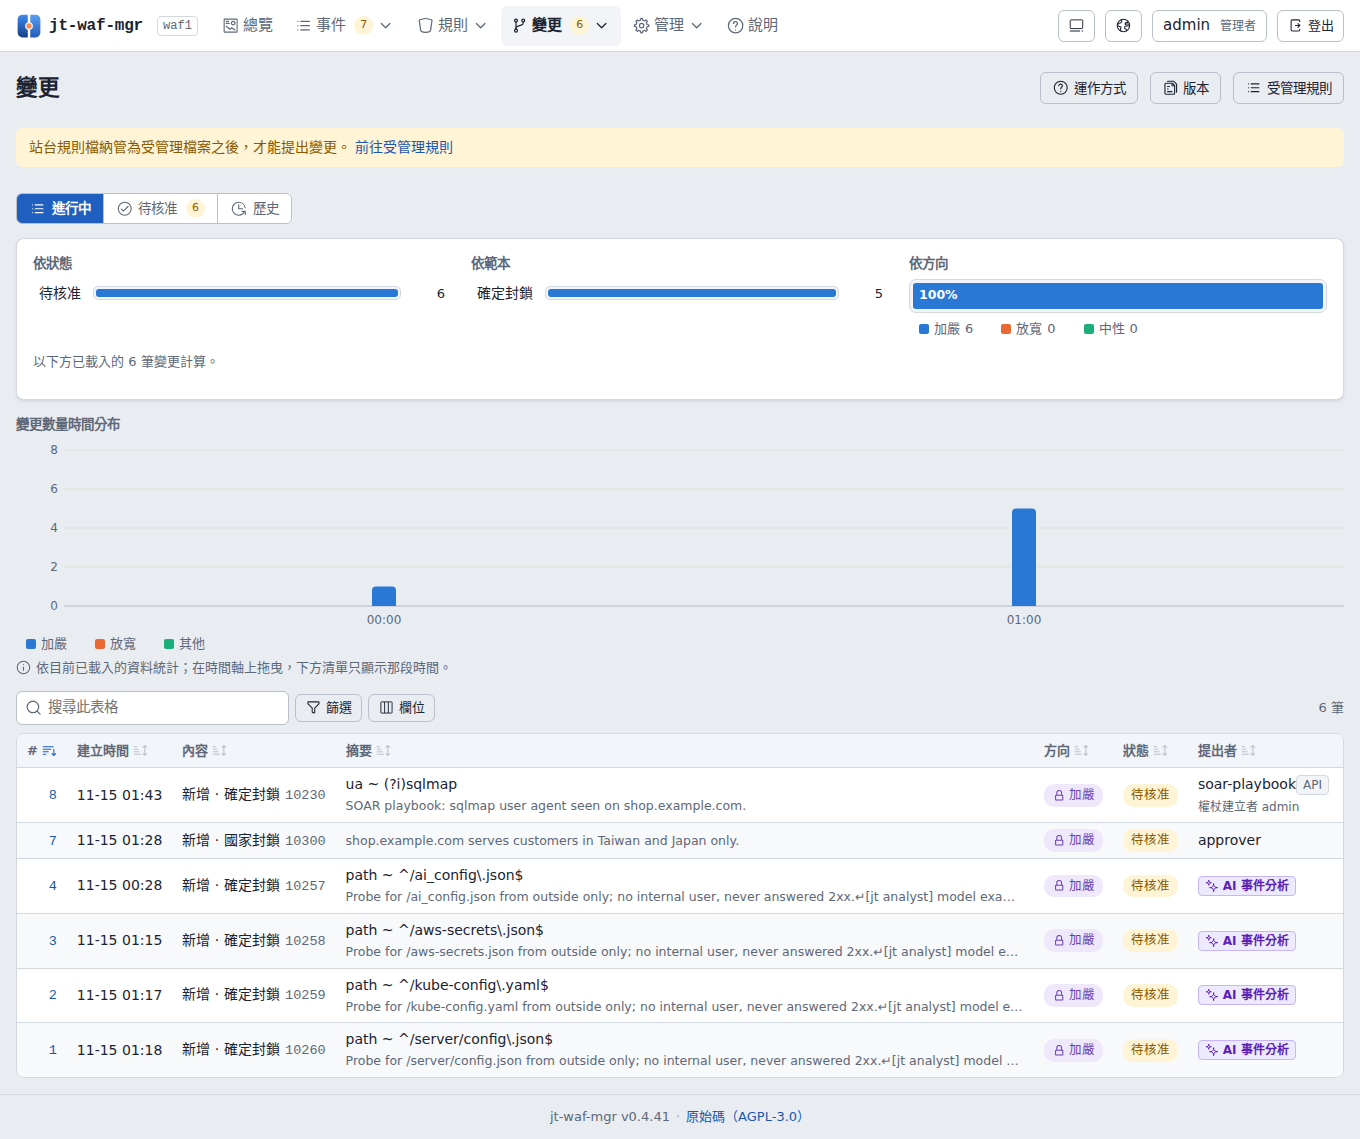 jt-waf-mgr waf1 總覽 事件 7 規則 變更 6 管理 說明 admin 管理者 登出
變更 運作方式 版本 受管理規則
站台規則檔納管為受管理檔案之後，才能提出變更。 前往受管理規則
進行中 待核准 6 歷史
依狀態 依範本 依方向
待核准 6 確定封鎖 5 100%
加嚴 6 放寬 0 中性 0
以下方已載入的 6 筆變更計算。
變更數量時間分布
8
6
4
2
0
00:00 01:00
加嚴 放寬 其他
依目前已載入的資料統計；在時間軸上拖曳，下方清單只顯示那段時間。
搜尋此表格 篩選 欄位 6 筆
# 建立時間 內容 摘要 方向 狀態 提出者
8 11-15 01:43 新增 · 確定封鎖 10230 ua ~ (?i)sqlmap 加嚴 待核准 soar-playbook API
SOAR playbook: sqlmap user agent seen on shop.example.com. 權杖建立者 admin
7 11-15 01:28 新增 · 國家封鎖 10300 shop.example.com serves customers in Taiwan and Japan only. 加嚴 待核准 approver
4 11-15 00:28 新增 · 確定封鎖 10257 path ~ ^/ai_config\.json$ 加嚴 待核准 AI 事件分析
Probe for /ai_config.json from outside only; no internal user, never answered 2xx.↵[jt analyst] model exa…
3 11-15 01:15 新增 · 確定封鎖 10258 path ~ ^/aws-secrets\.json$ 加嚴 待核准 AI 事件分析
Probe for /aws-secrets.json from outside only; no internal user, never answered 2xx.↵[jt analyst] model e…
2 11-15 01:17 新增 · 確定封鎖 10259 path ~ ^/kube-config\.yaml$ 加嚴 待核准 AI 事件分析
Probe for /kube-config.yaml from outside only; no internal user, never answered 2xx.↵[jt analyst] model e…
1 11-15 01:18 新增 · 確定封鎖 10260 path ~ ^/server/config\.json$ 加嚴 待核准 AI 事件分析
Probe for /server/config.json from outside only; no internal user, never answered 2xx.↵[jt analyst] model …
jt-waf-mgr v0.4.41 · 原始碼（AGPL-3.0）